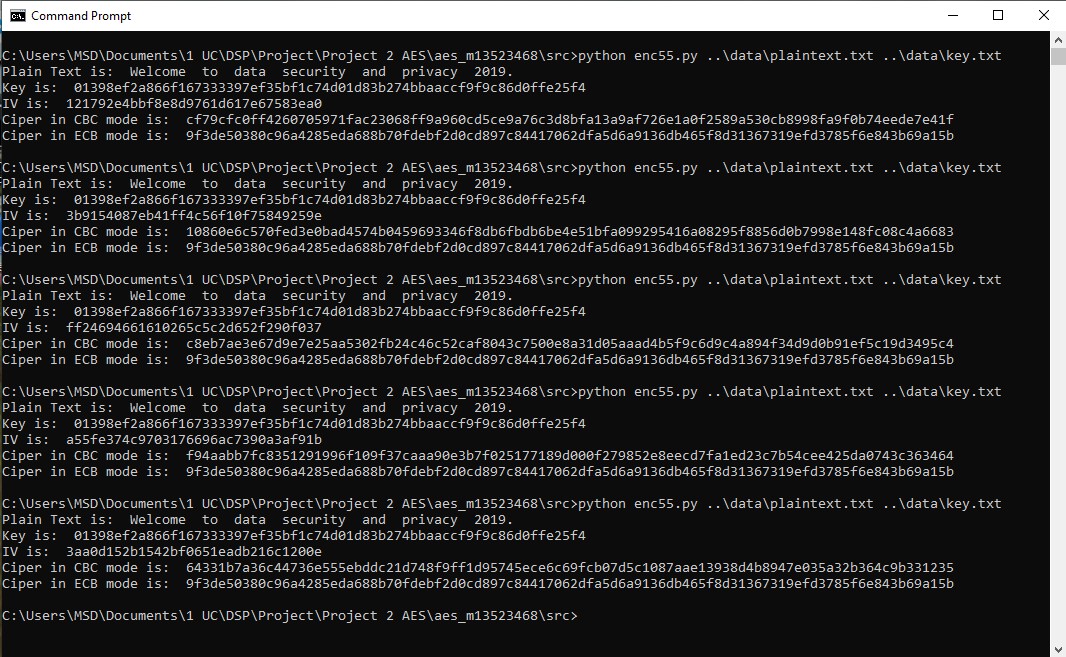 Command Prompt
C:\Users\MSD\Documents\1 UC\DSP\Project\Project 2 AES\aes_m13523468\src>python enc55.py ..\data\plaintext.txt ..\data\key.txt
Plain Text is:  Welcome  to  data  security  and  privacy  2019.
Key is:  01398ef2a866f167333397ef35bf1c74d01d83b274bbaaccf9f9c86d0ffe25f4
IV is:  121792e4bbf8e8d9761d617e67583ea0
Ciper in CBC mode is:  cf79cfc0ff4260705971fac23068ff9a960cd5ce9a76c3d8bfa13a9af726e1a0f2589a530cb8998fa9f0b74eede7e41f
Ciper in ECB mode is:  9f3de50380c96a4285eda688b70fdebf2d0cd897c84417062dfa5d6a9136db465f8d31367319efd3785f6e843b69a15b
C:\Users\MSD\Documents\1 UC\DSP\Project\Project 2 AES\aes_m13523468\src>python enc55.py ..\data\plaintext.txt ..\data\key.txt
Plain Text is:  Welcome  to  data  security  and  privacy  2019.
Key is:  01398ef2a866f167333397ef35bf1c74d01d83b274bbaaccf9f9c86d0ffe25f4
IV is:  3b9154087eb41ff4c56f10f75849259e
Ciper in CBC mode is:  10860e6c570fed3e0bad4574b0459693346f8db6fbdb6be4e51bfa099295416a08295f8856d0b7998e148fc08c4a6683
Ciper in ECB mode is:  9f3de50380c96a4285eda688b70fdebf2d0cd897c84417062dfa5d6a9136db465f8d31367319efd3785f6e843b69a15b
C:\Users\MSD\Documents\1 UC\DSP\Project\Project 2 AES\aes_m13523468\src>python enc55.py ..\data\plaintext.txt ..\data\key.txt
Plain Text is:  Welcome  to  data  security  and  privacy  2019.
Key is:  01398ef2a866f167333397ef35bf1c74d01d83b274bbaaccf9f9c86d0ffe25f4
IV is:  ff24694661610265c5c2d652f290f037
Ciper in CBC mode is:  c8eb7ae3e67d9e7e25aa5302fb24c46c52caf8043c7500e8a31d05aaad4b5f9c6d9c4a894f34d9d0b91ef5c19d3495c4
Ciper in ECB mode is:  9f3de50380c96a4285eda688b70fdebf2d0cd897c84417062dfa5d6a9136db465f8d31367319efd3785f6e843b69a15b
C:\Users\MSD\Documents\1 UC\DSP\Project\Project 2 AES\aes_m13523468\src>python enc55.py ..\data\plaintext.txt ..\data\key.txt
Plain Text is:  Welcome  to  data  security  and  privacy  2019.
Key is:  01398ef2a866f167333397ef35bf1c74d01d83b274bbaaccf9f9c86d0ffe25f4
IV is:  a55fe374c9703176696ac7390a3af91b
Ciper in CBC mode is:  f94aabb7fc8351291996f109f37caaa90e3b7f025177189d000f279852e8eecd7fa1ed23c7b54cee425da0743c363464
Ciper in ECB mode is:  9f3de50380c96a4285eda688b70fdebf2d0cd897c84417062dfa5d6a9136db465f8d31367319efd3785f6e843b69a15b
C:\Users\MSD\Documents\1 UC\DSP\Project\Project 2 AES\aes_m13523468\src>python enc55.py ..\data\plaintext.txt ..\data\key.txt
Plain Text is:  Welcome  to  data  security  and  privacy  2019.
Key is:  01398ef2a866f167333397ef35bf1c74d01d83b274bbaaccf9f9c86d0ffe25f4
IV is:  3aa0d152b1542bf0651eadb216c1200e
Ciper in CBC mode is:  64331b7a36c44736e555ebddc21d748f9ff1d95745ece6c69fcb07d5c1087aae13938d4b8947e035a32b364c9b331235
Ciper in ECB mode is:  9f3de50380c96a4285eda688b70fdebf2d0cd897c84417062dfa5d6a9136db465f8d31367319efd3785f6e843b69a15b
C:\Users\MSD\Documents\1 UC\DSP\Project\Project 2 AES\aes_m13523468\src>